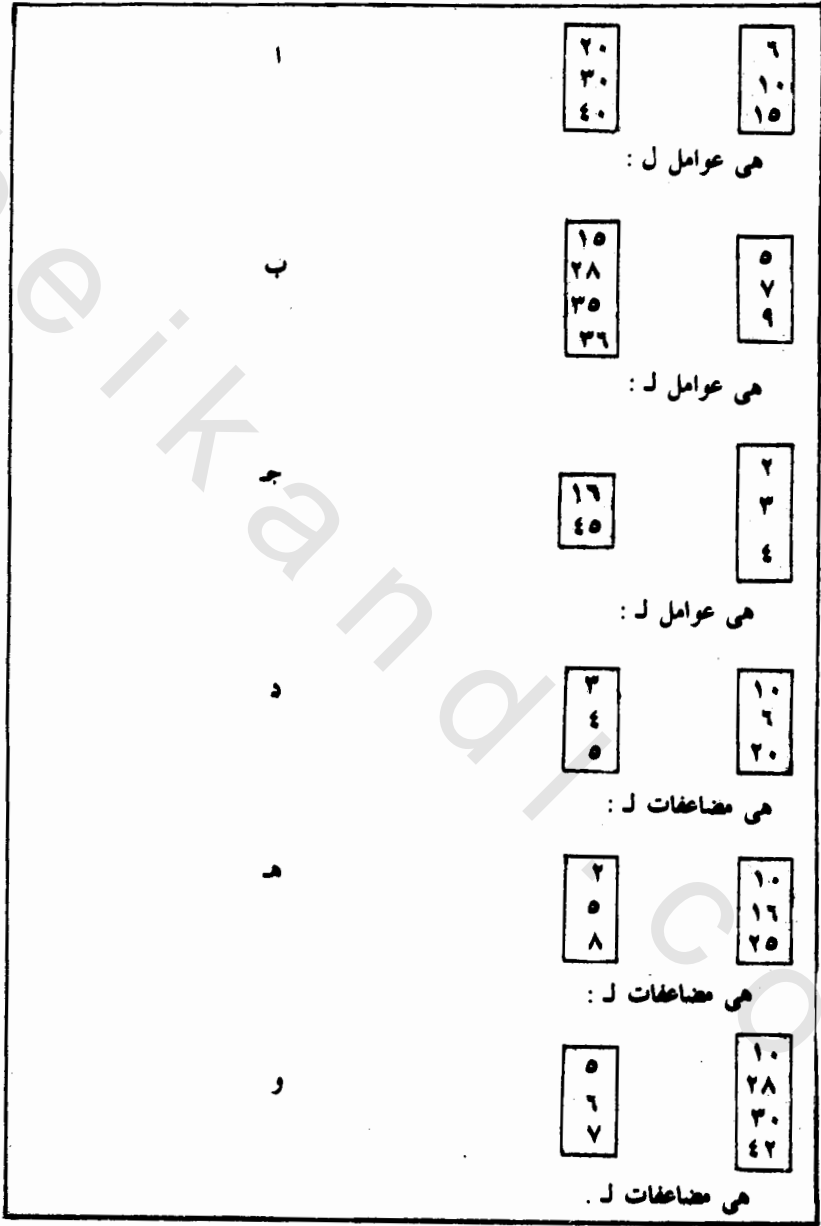 ٦ ٢٠ ا
١٠ ٣٠
١٥ ٤٠
هى عوامل ل :
٥ ١٥ ب
٧ ٢٨
٩ ٣٥
٣٦
هى عوامل لـ :
٢ ١٦ جـ
٣ ٤٥
٤
هى عوامل لـ :
١٠ ٣ د
٦ ٤
٢٠ ٥
هى مضاعفات لـ :
١٠ ٢ هـ
١٦ ٥
٢٥ ٨
هى مضاعفات لـ :
١٠ ٥ و
٢٨ ٦
٣٠ ٧
٤٢
هى مضاعفات لـ .
eikandl.co